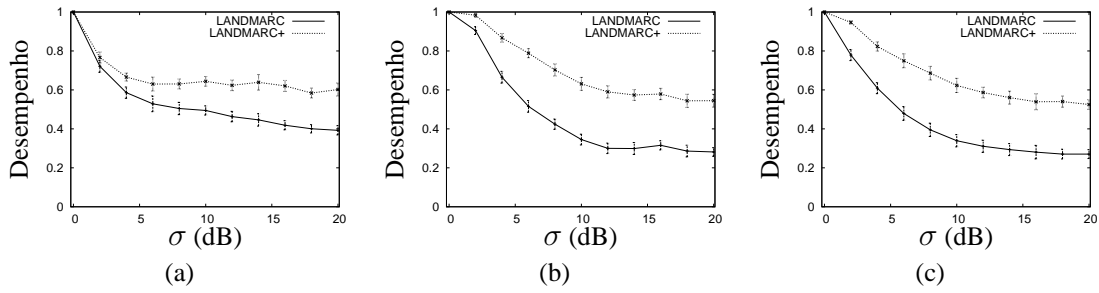 LANDMARC
LANDMARC+
Desempenho
1
0.8
0.6
0.4
0.2
0
0 5 10 15 20
σ (dB)
(a)
LANDMARC
LANDMARC+
Desempenho
1
0.8
0.6
0.4
0.2
0
0 5 10 15 20
σ (dB)
(b)
LANDMARC
LANDMARC+
Desempenho
1
0.8
0.6
0.4
0.2
0
0 5 10 15 20
σ (dB)
(c)